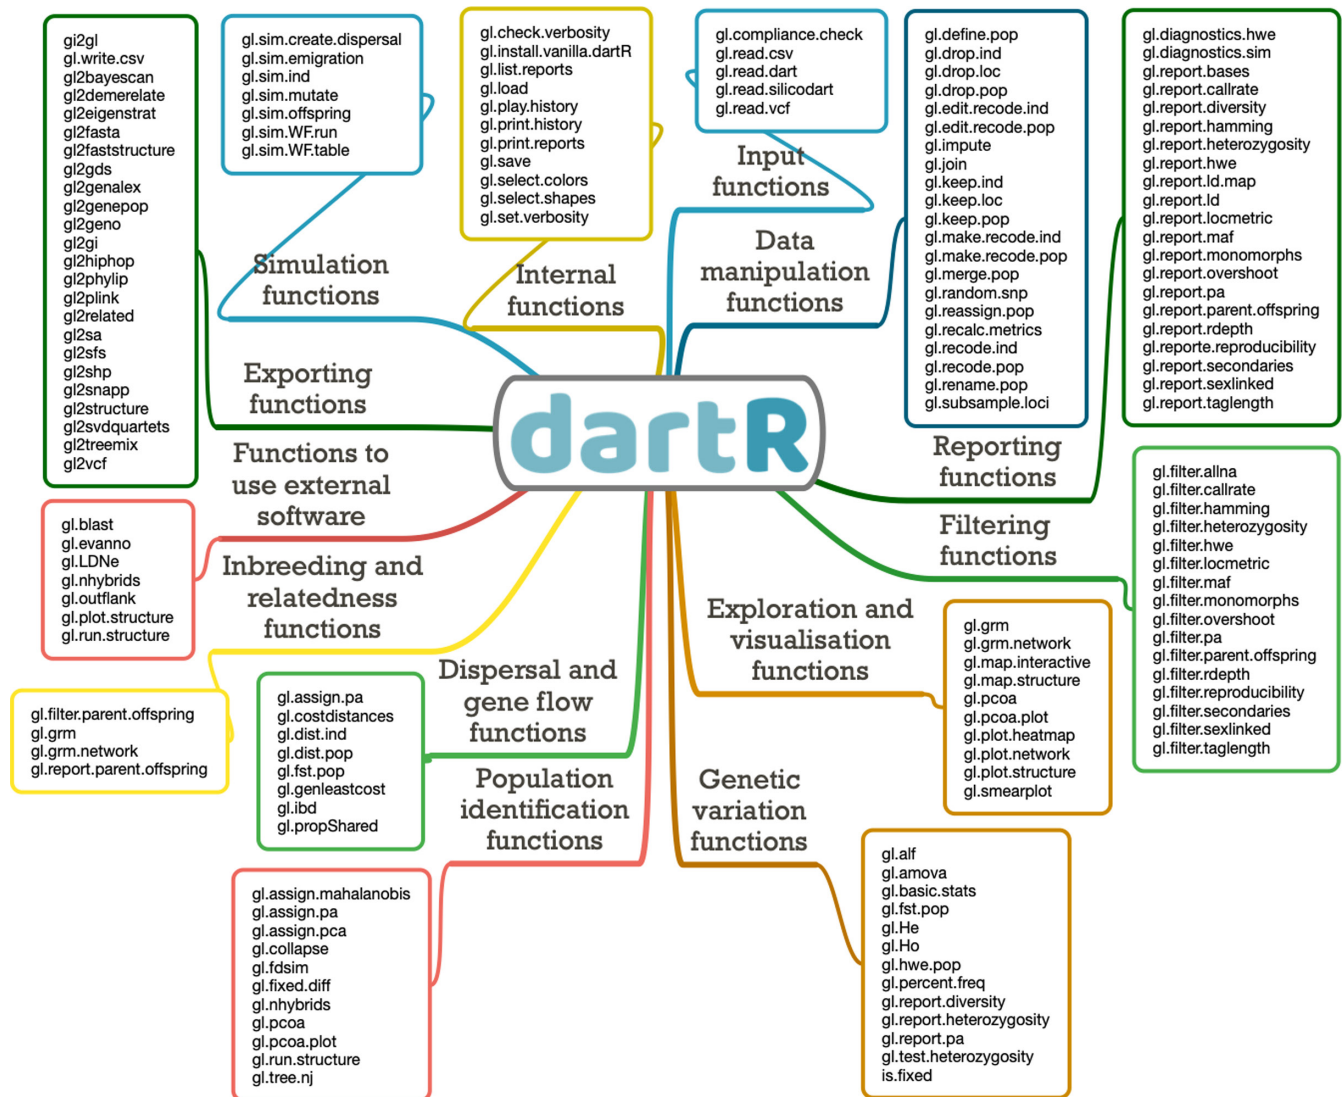 gi2gl
gl.write.csv
gl2bayescan
gl2demerelate
gl2eigenstrat
gl2fasta
gl2faststructure
gl2gds
gl2genalex
gl2genepop
gl2geno
gl2gi
gl2hiphop
gl2phylip
gl2plink
gl2related
gl2sa
gl2sfs
gl2shp
gl2snapp
gl2structure
gl2svdquartets
gl2treemix
gl2vcf
Exporting
functions
gl.sim.create.dispersal
gl.sim.emigration
gl.sim.ind
gl.sim.mutate
gl.sim.offspring
gl.sim.WF.run
gl.sim.WF.table
Simulation
functions
gl.check.verbosity
gl.install.vanilla.dartR
gl.list.reports
gl.load
gl.play.history
gl.print.history
gl.print.reports
gl.save
gl.select.colors
gl.select.shapes
gl.set.verbosity
Internal
functions
gl.compliance.check
gl.read.csv
gl.read.dart
gl.read.silicodart
gl.read.vcf
Input
functions
gl.define.pop
gl.drop.ind
gl.drop.loc
gl.drop.pop
gl.edit.recode.ind
gl.edit.recode.pop
gl.impute
gl.join
gl.keep.ind
gl.keep.loc
gl.keep.pop
gl.make.recode.ind
gl.make.recode.pop
gl.merge.pop
gl.random.snp
gl.reassign.pop
gl.recalc.metrics
gl.recode.ind
gl.recode.pop
gl.rename.pop
gl.subsample.loci
Data
manipulation
functions
gl.diagnostics.hwe
gl.diagnostics.sim
gl.report.bases
gl.report.callrate
gl.report.diversity
gl.report.hamming
gl.report.heterozygosity
gl.report.hwe
gl.report.ld.map
gl.report.ld
gl.report.locmetric
gl.report.maf
gl.report.monomorphs
gl.report.overshoot
gl.report.pa
gl.report.parent.offspring
gl.report.rdepth
gl.reporte.reproducibility
gl.report.secondaries
gl.report.sexlinked
gl.report.taglength
Reporting
functions
dartR
Functions to
use external
software
gl.blast
gl.evanno
gl.LDNe
gl.nhybrids
gl.outflank
gl.plot.structure
gl.run.structure
Inbreeding and
relatedness
functions
gl.filter.parent.offspring
gl.grm
gl.grm.network
gl.report.parent.offspring
Dispersal and
gene flow
functions
gl.assign.pa
gl.costdistances
gl.dist.ind
gl.dist.pop
gl.fst.pop
gl.genleastcost
gl.ibd
gl.propShared
Population
identification
functions
gl.assign.mahalanobis
gl.assign.pa
gl.assign.pca
gl.collapse
gl.fdsim
gl.fixed.diff
gl.nhybrids
gl.pcoa
gl.pcoa.plot
gl.run.structure
gl.tree.nj
Filtering
functions
gl.filter.allna
gl.filter.callrate
gl.filter.hamming
gl.filter.heterozygosity
gl.filter.hwe
gl.filter.locmetric
gl.filter.maf
gl.filter.monomorphs
gl.filter.overshoot
gl.filter.pa
gl.filter.parent.offspring
gl.filter.rdepth
gl.filter.reproducibility
gl.filter.secondaries
gl.filter.sexlinked
gl.filter.taglength
Exploration and
visualisation
functions
gl.grm
gl.grm.network
gl.map.interactive
gl.map.structure
gl.pcoa
gl.pcoa.plot
gl.plot.heatmap
gl.plot.network
gl.plot.structure
gl.smearplot
Genetic
variation
functions
gl.alf
gl.amova
gl.basic.stats
gl.fst.pop
gl.He
gl.Ho
gl.hwe.pop
gl.percent.freq
gl.report.diversity
gl.report.heterozygosity
gl.report.pa
gl.test.heterozygosity
is.fixed